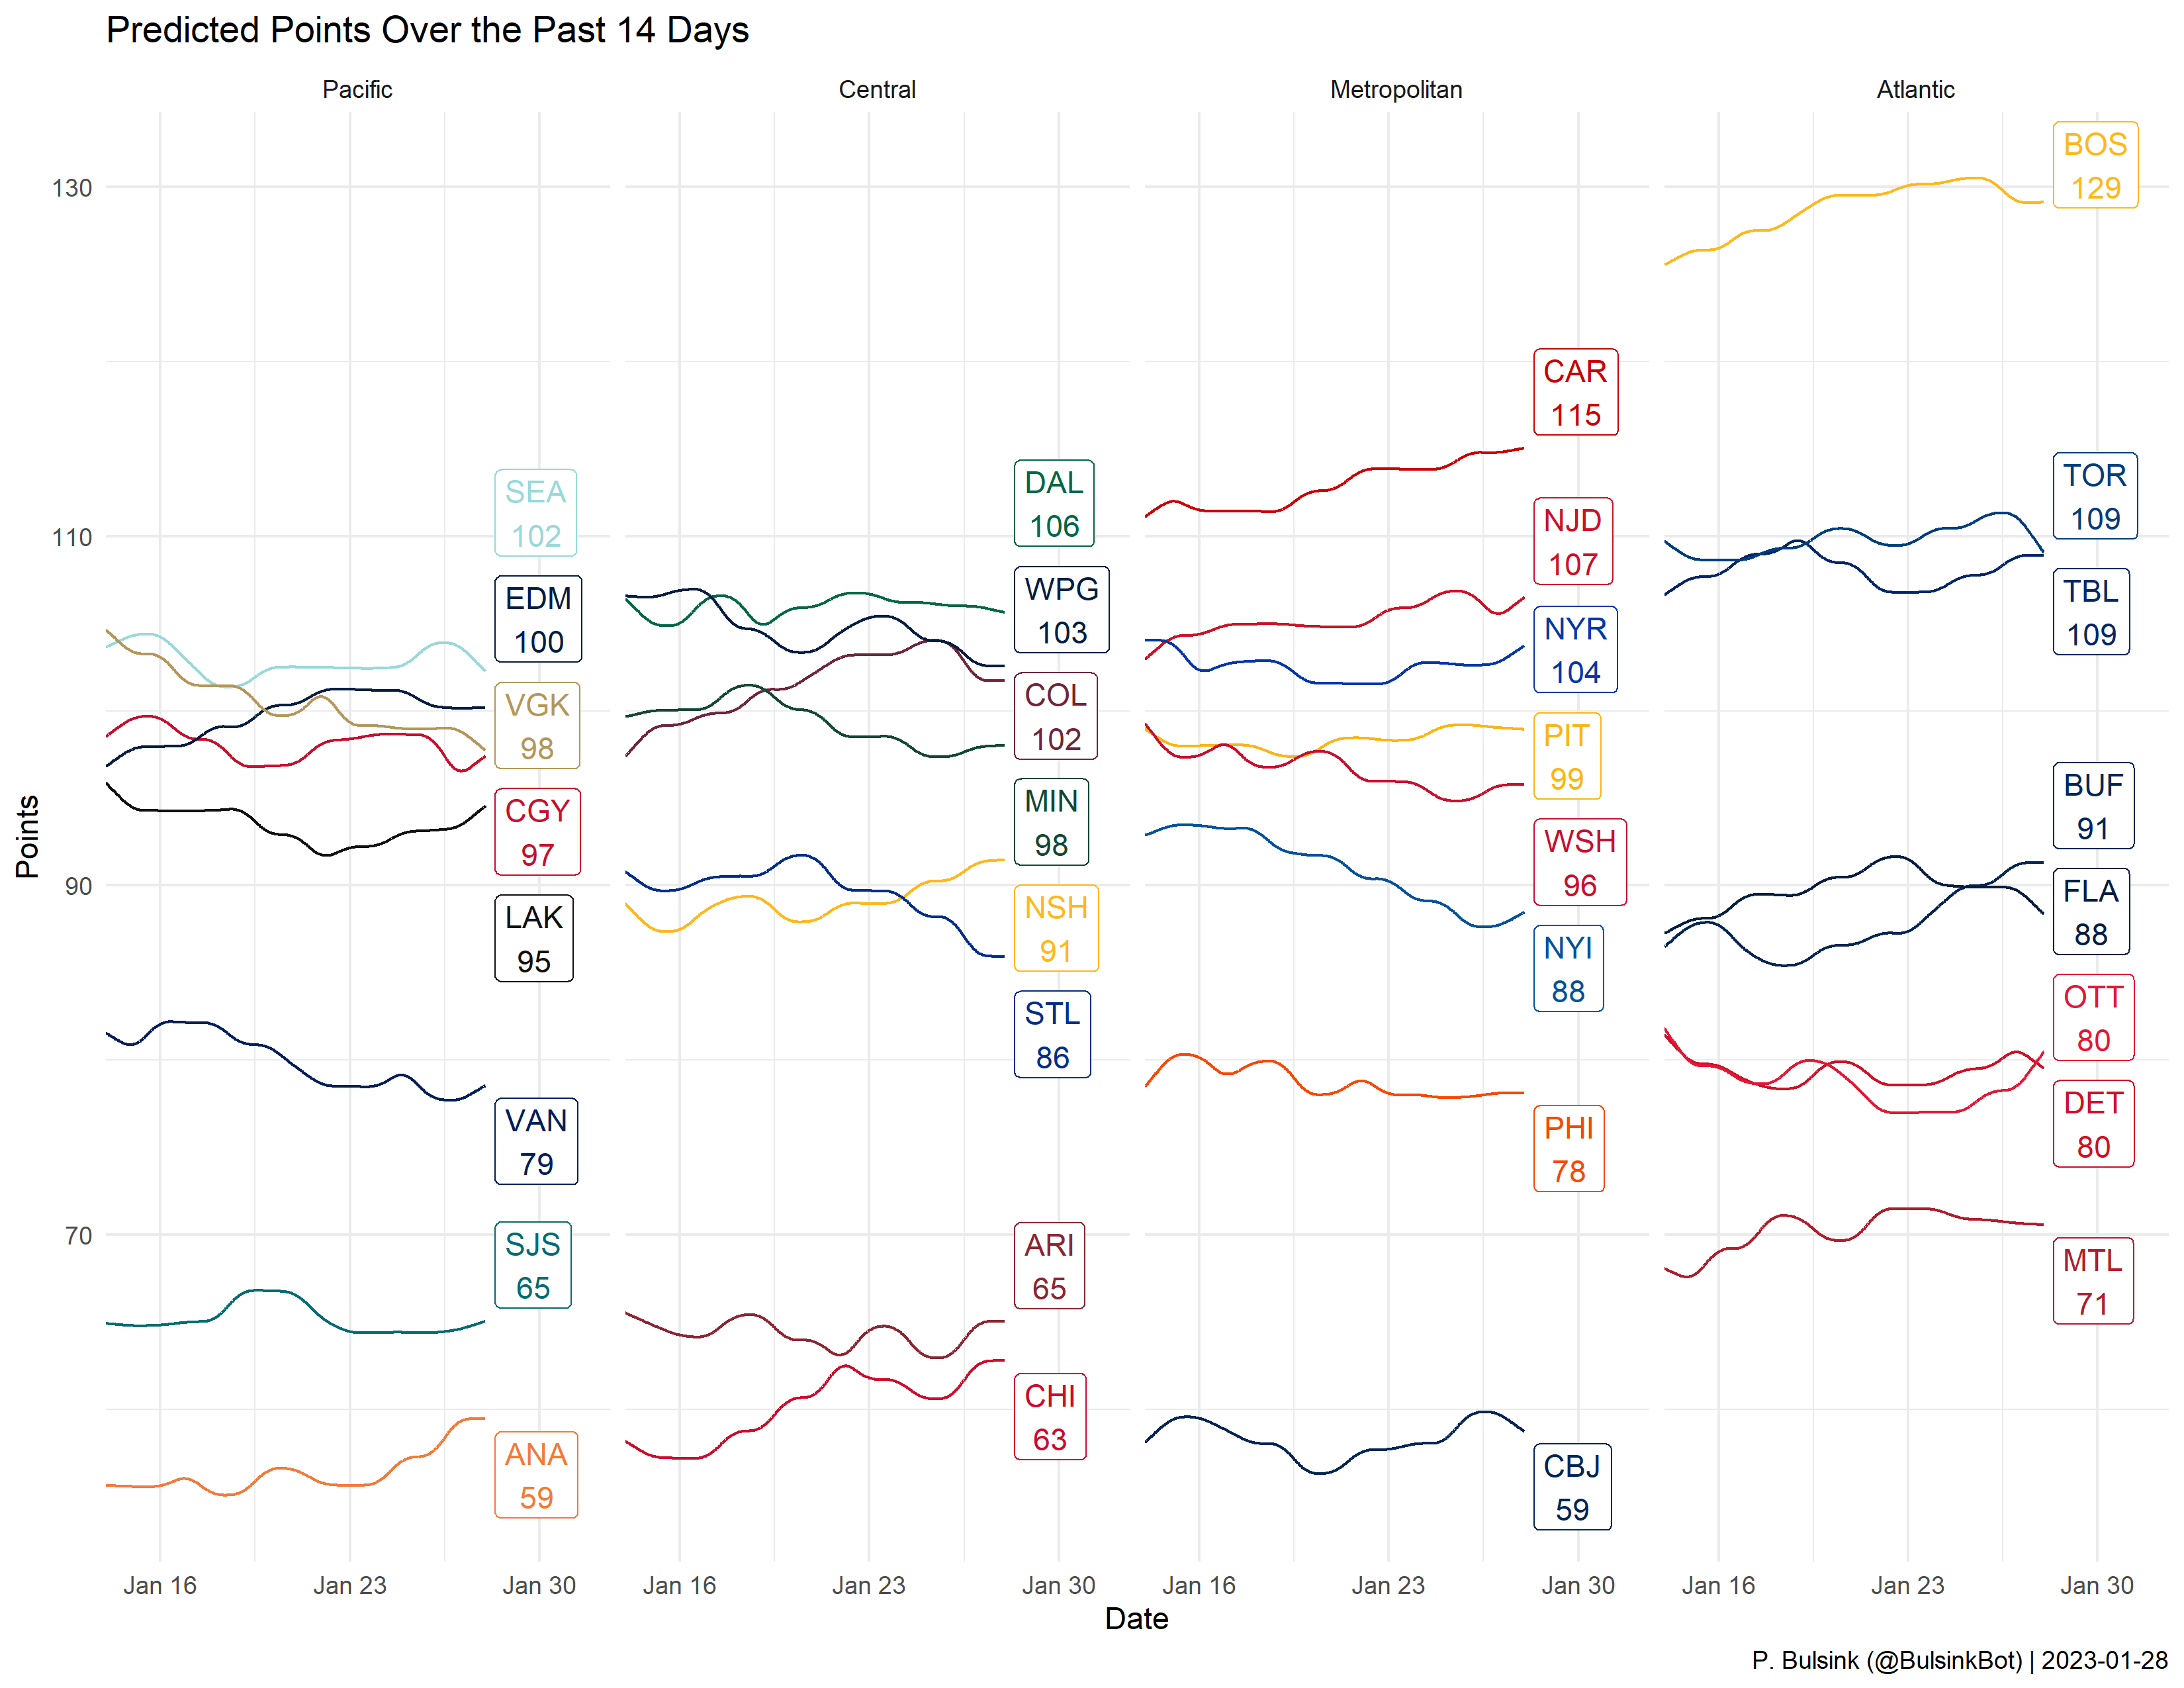 Predicted Points Over the Past 14 Days
Pacific
Central
Metropolitan
Atlantic
Points
130
110
90
70
SEA
102
EDM
100
VGK
98
CGY
97
LAK
95
VAN
79
SJS
65
ANA
59
DAL
106
WPG
103
COL
102
MIN
98
NSH
91
STL
86
ARI
65
CHI
63
CAR
115
NJD
107
NYR
104
PIT
99
WSH
96
NYI
88
PHI
78
CBJ
59
BOS
129
TOR
109
TBL
109
BUF
91
FLA
88
OTT
80
DET
80
MTL
71
Jan 16 Jan 23 Jan 30 Jan 16 Jan 23 Jan 30 Jan 16 Jan 23 Jan 30 Jan 16 Jan 23 Jan 30
Date
P. Bulsink (@BulsinkBot) | 2023-01-28